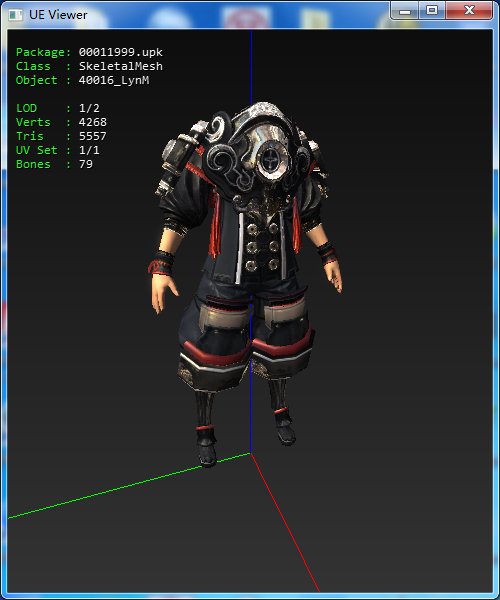 UE Viewer
Package: 00011999.upk
Class  : SkeletalMesh
Object : 40016_LynM
LOD    : 1/2
Verts  : 4268
Tris   : 5557
UV Set : 1/1
Bones  : 79